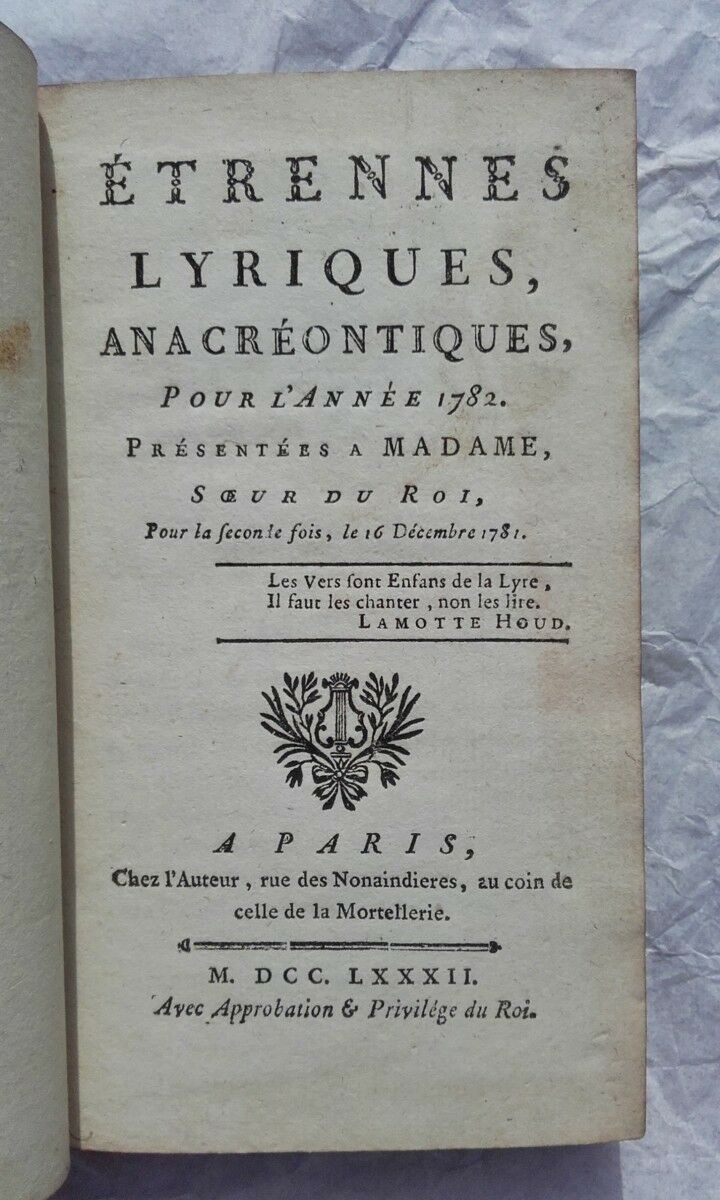 ÉTRENNES
LYRIQUES,
ANACRÉONTIQUES,
POUR L'ANNÉE 1782.
PRÉSENTÉES A MADAME,
SŒUR DU ROI,
Pour la ſeconde fois, le 16 Décembre 1781.
Les Vers ſont Enfans de la Lyre,
Il faut les chanter, non les lire.
LAMOTTE HOUD.
A PARIS,
Chez l'Auteur, rue des Nonaindieres, au coin de
celle de la Mortellerie.
M. DCC. LXXXII.
Avec Approbation & Privilége du Roi.